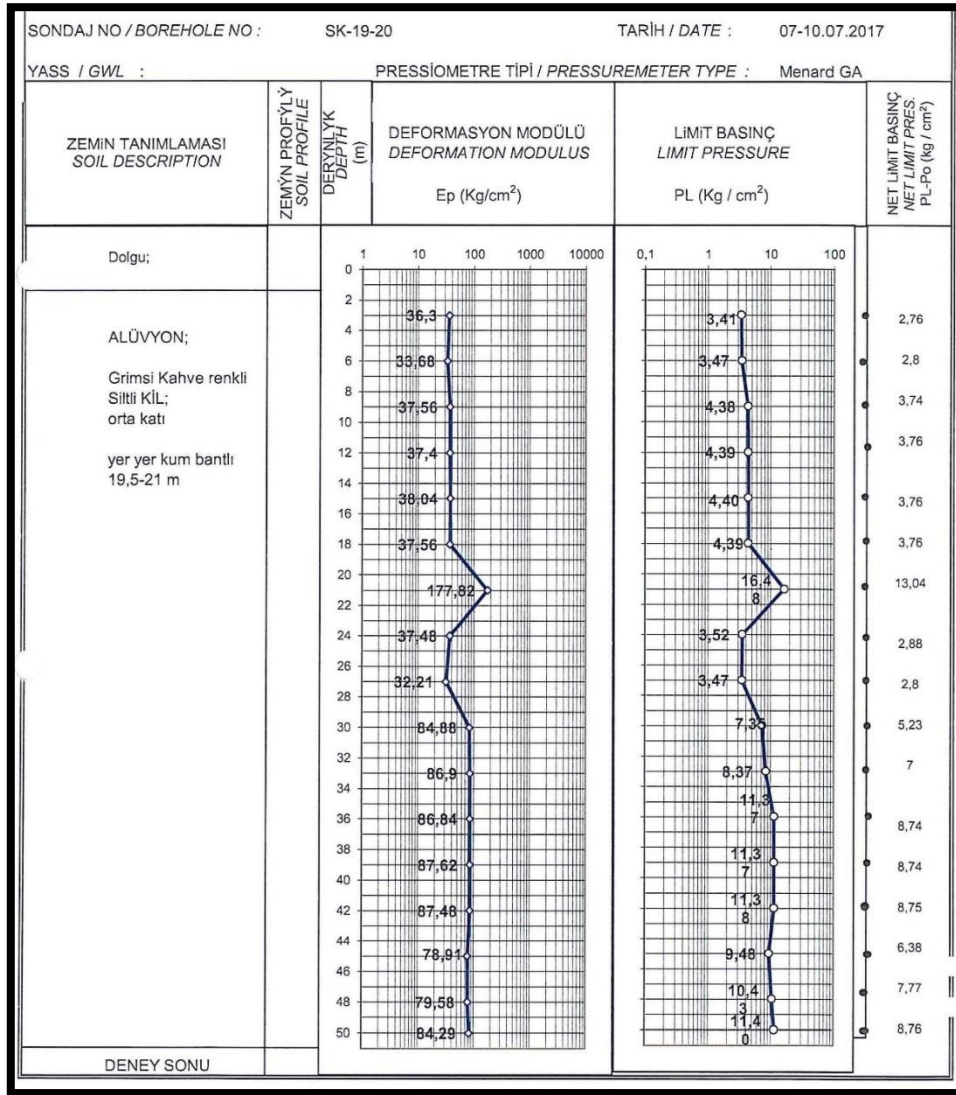 SONDAJ NO / BOREHOLE NO : SK-19-20 TARİH / DATE : 07-10.07.2017
YASS / GWL : PRESSİOMETRE TİPİ / PRESSUREMETER TYPE : Menard GA
ZEMİN TANIMLAMASI
SOIL DESCRIPTION
ZEMÝN PROFÝLÝ
SOIL PROFILE
DERYNLYK
DEPTH
(m)
DEFORMASYON MODÜLÜ
DEFORMATION MODULUS
Ep (Kg/cm²)
LİMİT BASINÇ
LIMIT PRESSURE
PL (Kg / cm²)
NET LİMİT BASINÇ
NET LIMIT PRES.
PL-Po (kg / cm²)
Dolgu;
ALÜVYON;
Grimsi Kahve renkli
Siltli KİL;
orta katı
yer yer kum bantlı
19,5-21 m
DENEY SONU
1 10 100 1000 10000
0
2
4
6
8
10
12
14
16
18
20
22
24
26
28
30
32
34
36
38
40
42
44
46
48
50
36,3
33,68
37,56
37,4
38,04
37,56
177,82
37,48
32,21
84,88
86,9
86,84
87,62
87,48
78,91
79,58
84,29
0,1 1 10 100
3,41
3,47
4,38
4,39
4,40
4,39
16,4
8
3,52
3,47
7,35
8,37
11,3
7
11,3
7
11,3
8
9,48
10,4
3
11,4
0
2,76
2,8
3,74
3,76
3,76
3,76
13,04
2,88
2,8
5,23
7
8,74
8,74
8,75
6,38
7,77
8,76